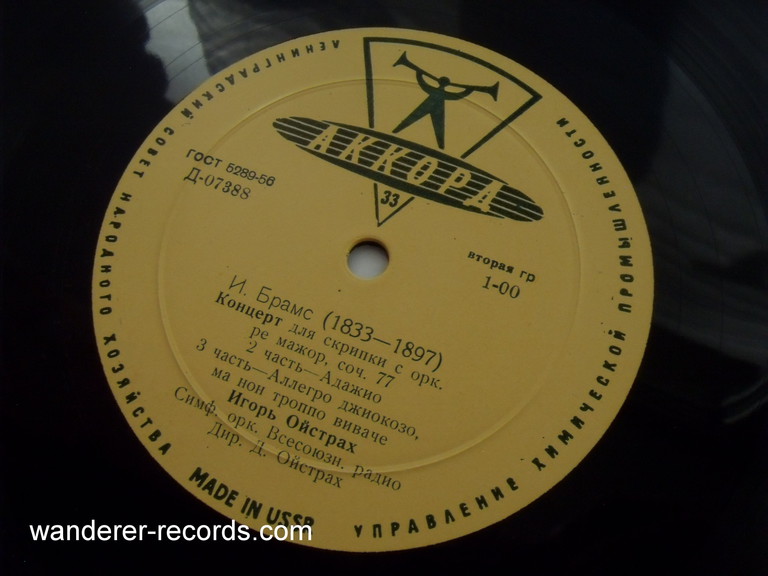 АККОРД
33
ГОСТ 5289-56
Д-07388
вторая гр
1-00
И. Брамс (1833—1897)
Концерт для скрипки с орк.
ре мажор, соч. 77
2 часть—Адажио
3 часть—Аллегро джиокозо,
ма нон троппо виваче
Игорь Ойстрах
Симф. орк. Всесоюзн. радио
Дир. Д. Ойстрах
ЛЕНИНГРАДСКИЙ СОВЕТ НАРОДНОГО ХОЗЯЙСТВА
MADE IN USSR
УПРАВЛЕНИЕ ХИМИЧЕСКОЙ ПРОМЫШЛЕННОСТИ
wanderer-records.com